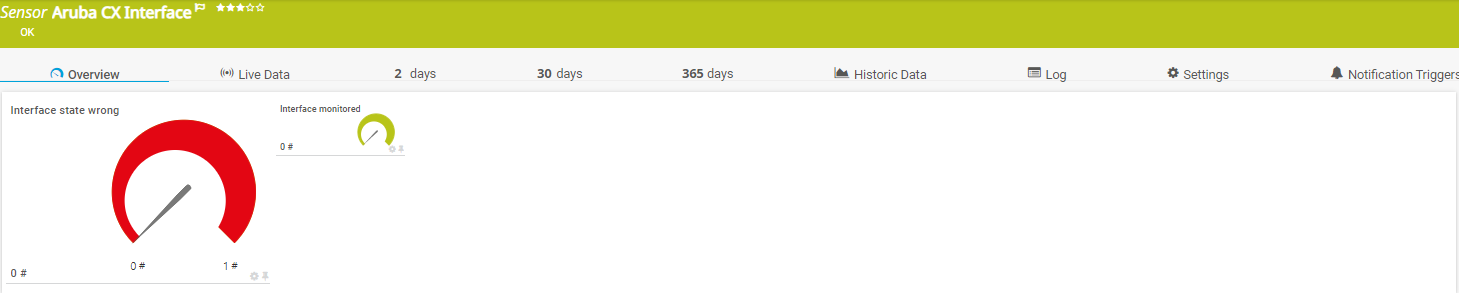 Sensor Aruba CX Interface
OK
Overview
Live Data
2 days
30 days
365 days
Historic Data
Log
Settings
Notification Triggers
Interface state wrong
Interface monitored
0 #
0 #
1 #
0 #